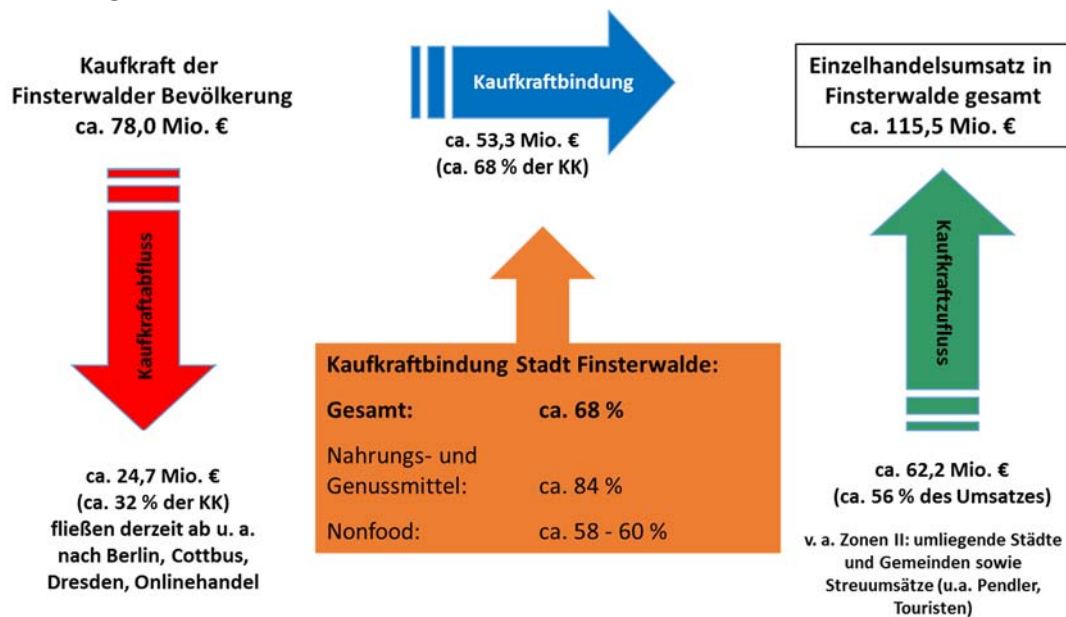 Kaufkraft der
Finsterwalder Bevölkerung
ca. 78,0 Mio. €
Kaufkraftbindung
ca. 53,3 Mio. €
(ca. 68 % der KK)
Einzelhandelsumsatz in
Finsterwalde gesamt
ca. 115,5 Mio. €
Kaufkraftabfluss
ca. 24,7 Mio. €
(ca. 32 % der KK)
fließen derzeit ab u. a.
nach Berlin, Cottbus,
Dresden, Onlinehandel
Kaufkraftbindung Stadt Finsterwalde:
Gesamt: ca. 68 %
Nahrungs- und
Genussmittel: ca. 84 %
Nonfood: ca. 58 - 60 %
Kaufkraftzufluss
ca. 62,2 Mio. €
(ca. 56 % des Umsatzes)
v. a. Zonen II: umliegende Städte
und Gemeinden sowie
Streuumsätze (u.a. Pendler,
Touristen)